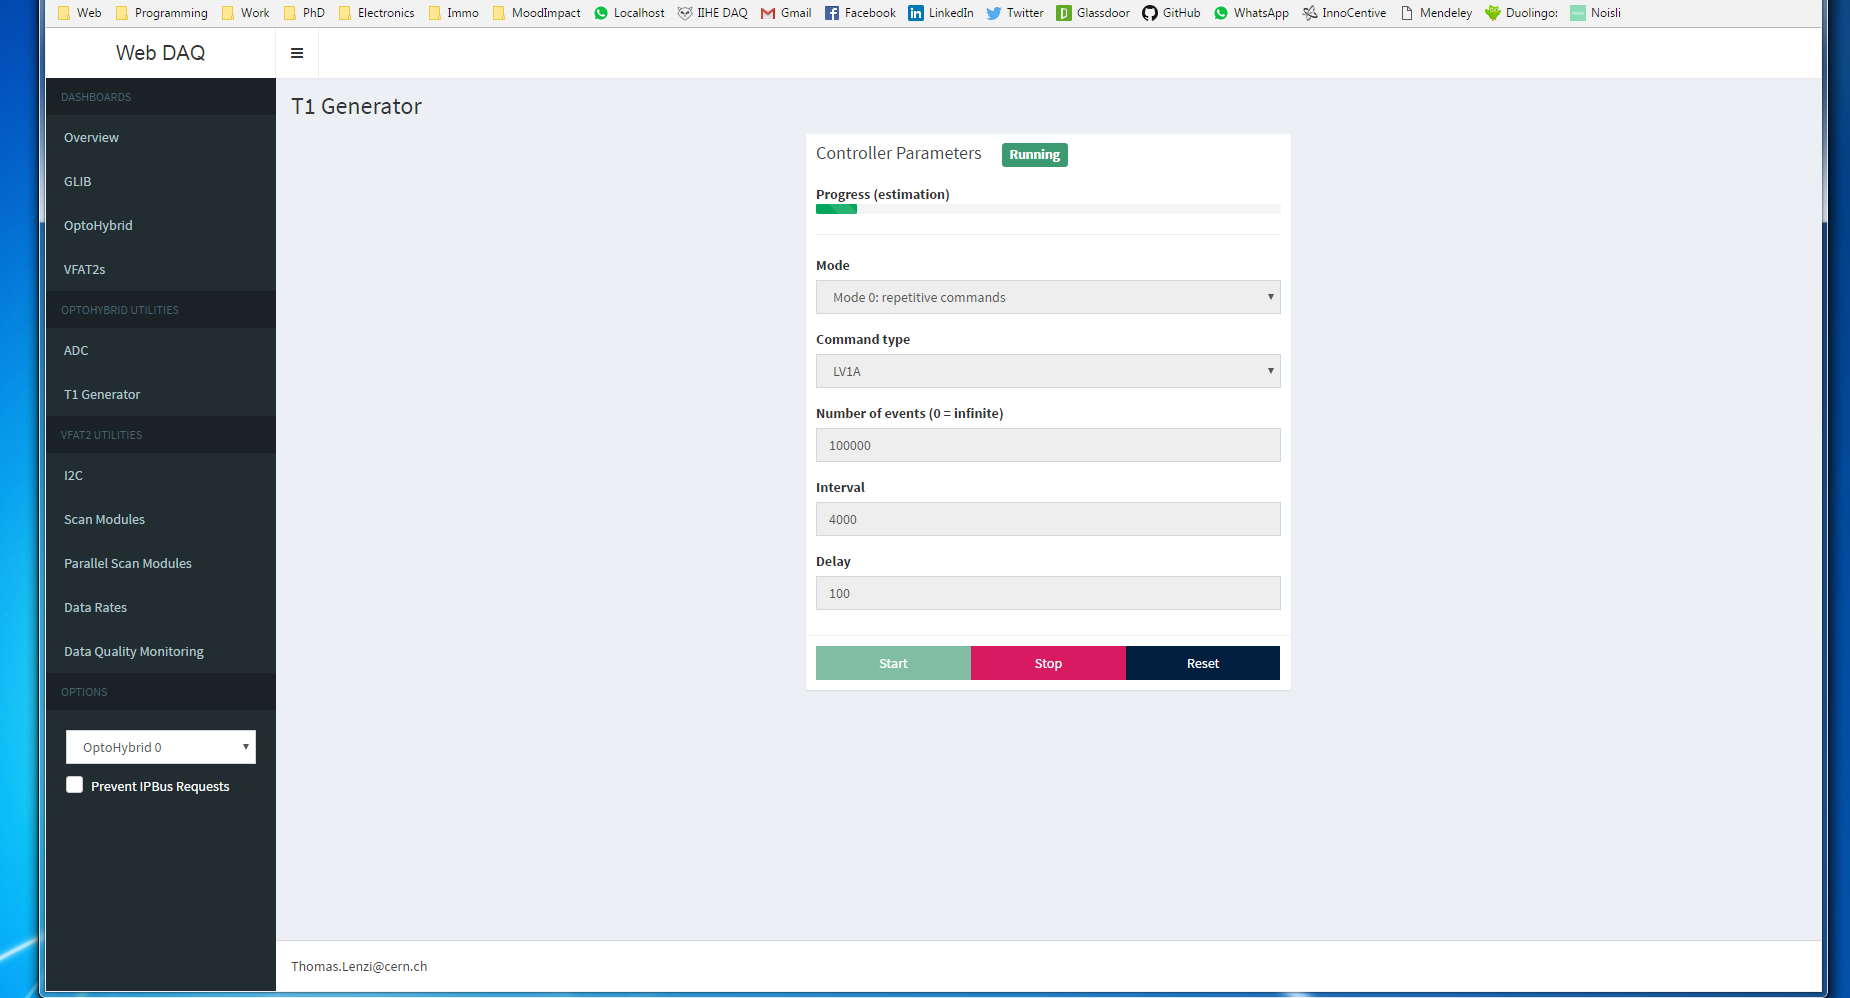 Web Programming Work PhD Electronics Immo MoodImpact Localhost IIHE DAQ Gmail Facebook LinkedIn Twitter Glassdoor GitHub WhatsApp InnoCentive Mendeley Duolingo: Noisli
Web DAQ
DASHBOARDS
Overview
GLIB
OptoHybrid
VFAT2s
OPTOHYBRID UTILITIES
ADC
T1 Generator
VFAT2 UTILITIES
I2C
Scan Modules
Parallel Scan Modules
Data Rates
Data Quality Monitoring
OPTIONS
OptoHybrid 0
Prevent IPBus Requests
T1 Generator
Controller Parameters Running
Progress (estimation)
Mode
Mode 0: repetitive commands
Command type
LV1A
Number of events (0 = infinite)
100000
Interval
4000
Delay
100
Start Stop Reset
Thomas.Lenzi@cern.ch